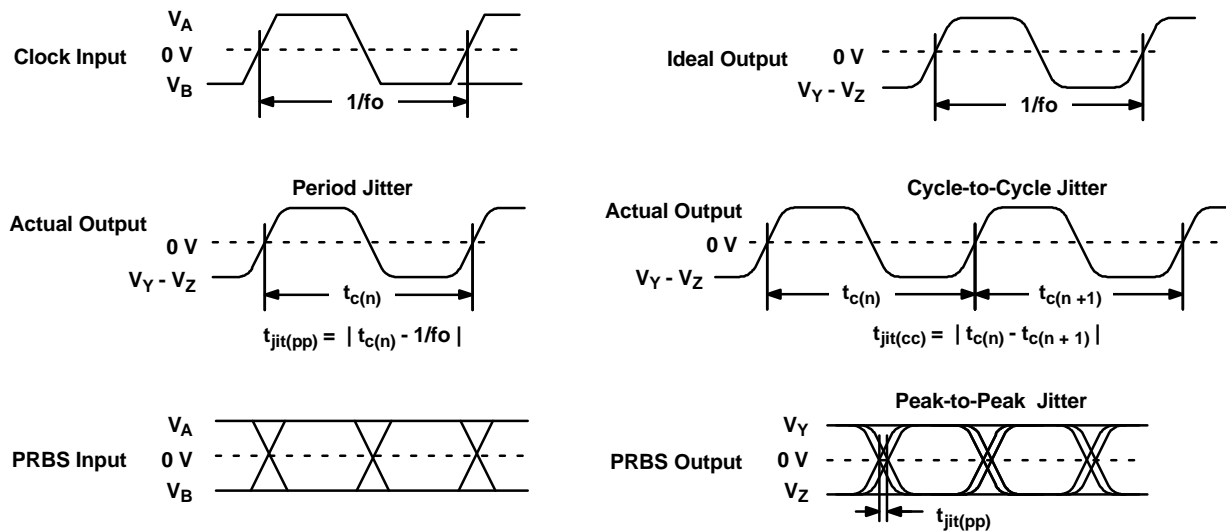 V_A
Clock Input
0 V
V_B
1/fo
Ideal Output
0 V
V_Y - V_Z
1/fo
Period Jitter
Actual Output
0 V
V_Y - V_Z
t_c(n)
t_jit(pp) = | t_c(n) - 1/fo |
Cycle-to-Cycle Jitter
Actual Output
0 V
V_Y - V_Z
t_c(n)
t_c(n +1)
t_jit(cc) = | t_c(n) - t_c(n + 1) |
V_A
PRBS Input
0 V
V_B
Peak-to-Peak Jitter
V_Y
PRBS Output
0 V
V_Z
t_jit(pp)